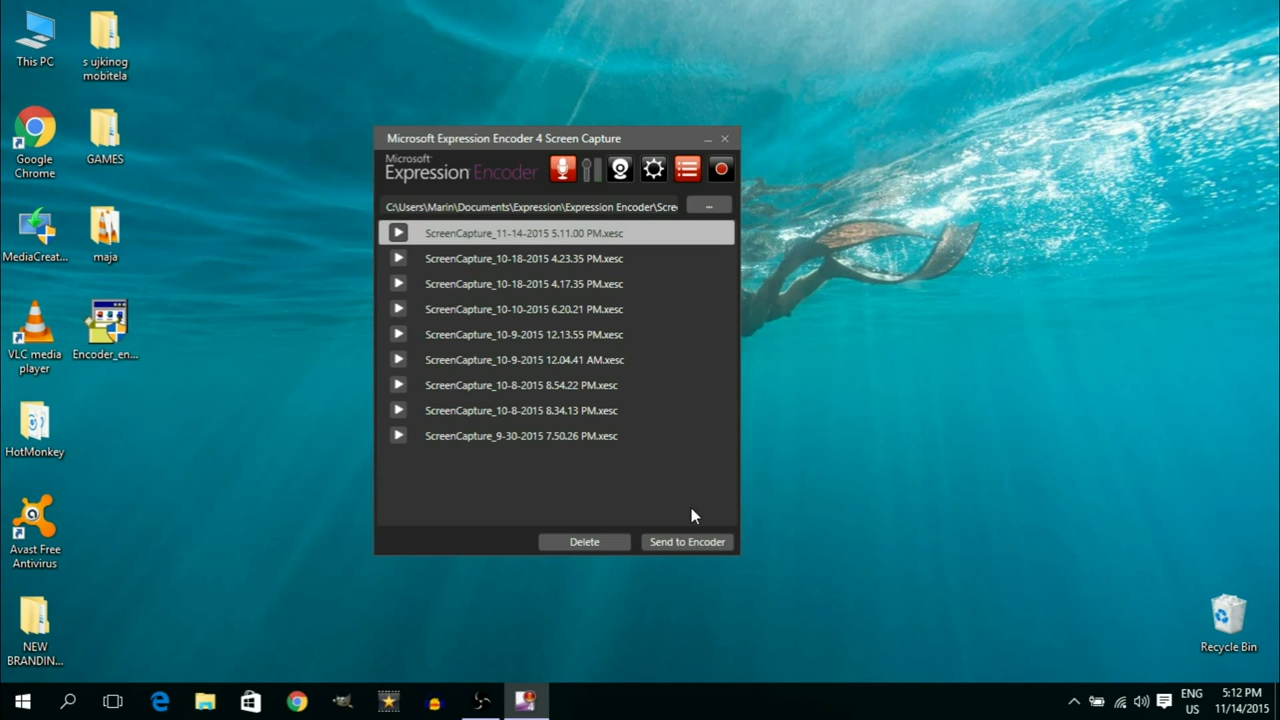 This PC
s ujkinog
mobitela
Google
Chrome
GAMES
MediaCreat...
maja
VLC media
player
Encoder_en...
HotMonkey
Avast Free
Antivirus
NEW
BRANDIN...
Microsoft Expression Encoder 4 Screen Capture
Microsoft
Expression Encoder
C:\Users\Marin\Documents\Expression\Expression Encoder\Scre
...
ScreenCapture_11-14-2015 5.11.00 PM.xesc
ScreenCapture_10-18-2015 4.23.35 PM.xesc
ScreenCapture_10-18-2015 4.17.35 PM.xesc
ScreenCapture_10-10-2015 6.20.21 PM.xesc
ScreenCapture_10-9-2015 12.13.55 PM.xesc
ScreenCapture_10-9-2015 12.04.41 AM.xesc
ScreenCapture_10-8-2015 8.54.22 PM.xesc
ScreenCapture_10-8-2015 8.34.13 PM.xesc
ScreenCapture_9-30-2015 7.50.26 PM.xesc
Delete
Send to Encoder
Recycle Bin
ENG
US
5:12 PM
11/14/2015